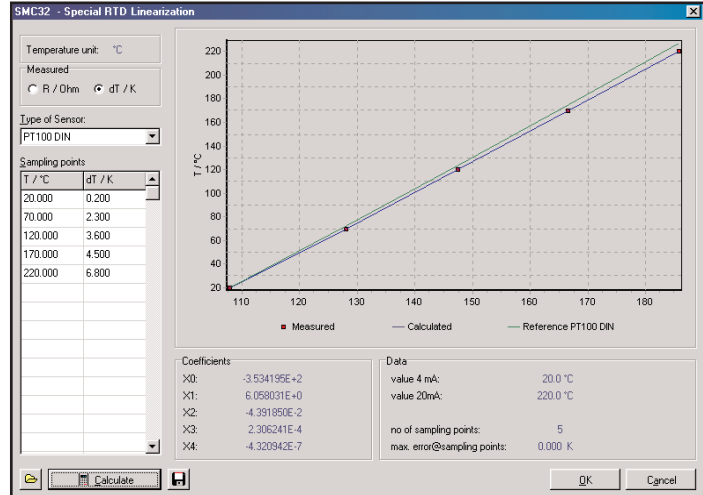 SMC32 - Special RTD Linearization
Temperature unit: °C
Measured
R / Ohm dT / K
Type of Sensor:
PT100 DIN
Sampling points
T / °C dT / K
20.000 0.200
70.000 2.300
120.000 3.600
170.000 4.500
220.000 6.800
T / °C
220
200
180
160
140
120
100
80
60
40
20
110 120 130 140 150 160 170 180
Measured Calculated Reference PT100 DIN
Coefficients
X0: -3.534195E+2
X1: 6.058031E+0
X2: -4.391850E-2
X3: 2.306241E-4
X4: -4.320942E-7
Data
value 4 mA: 20.0 °C
value 20mA: 220.0 °C
no of sampling points: 5
max. error@sampling points: 0.000 K
Calculate
OK
Cancel